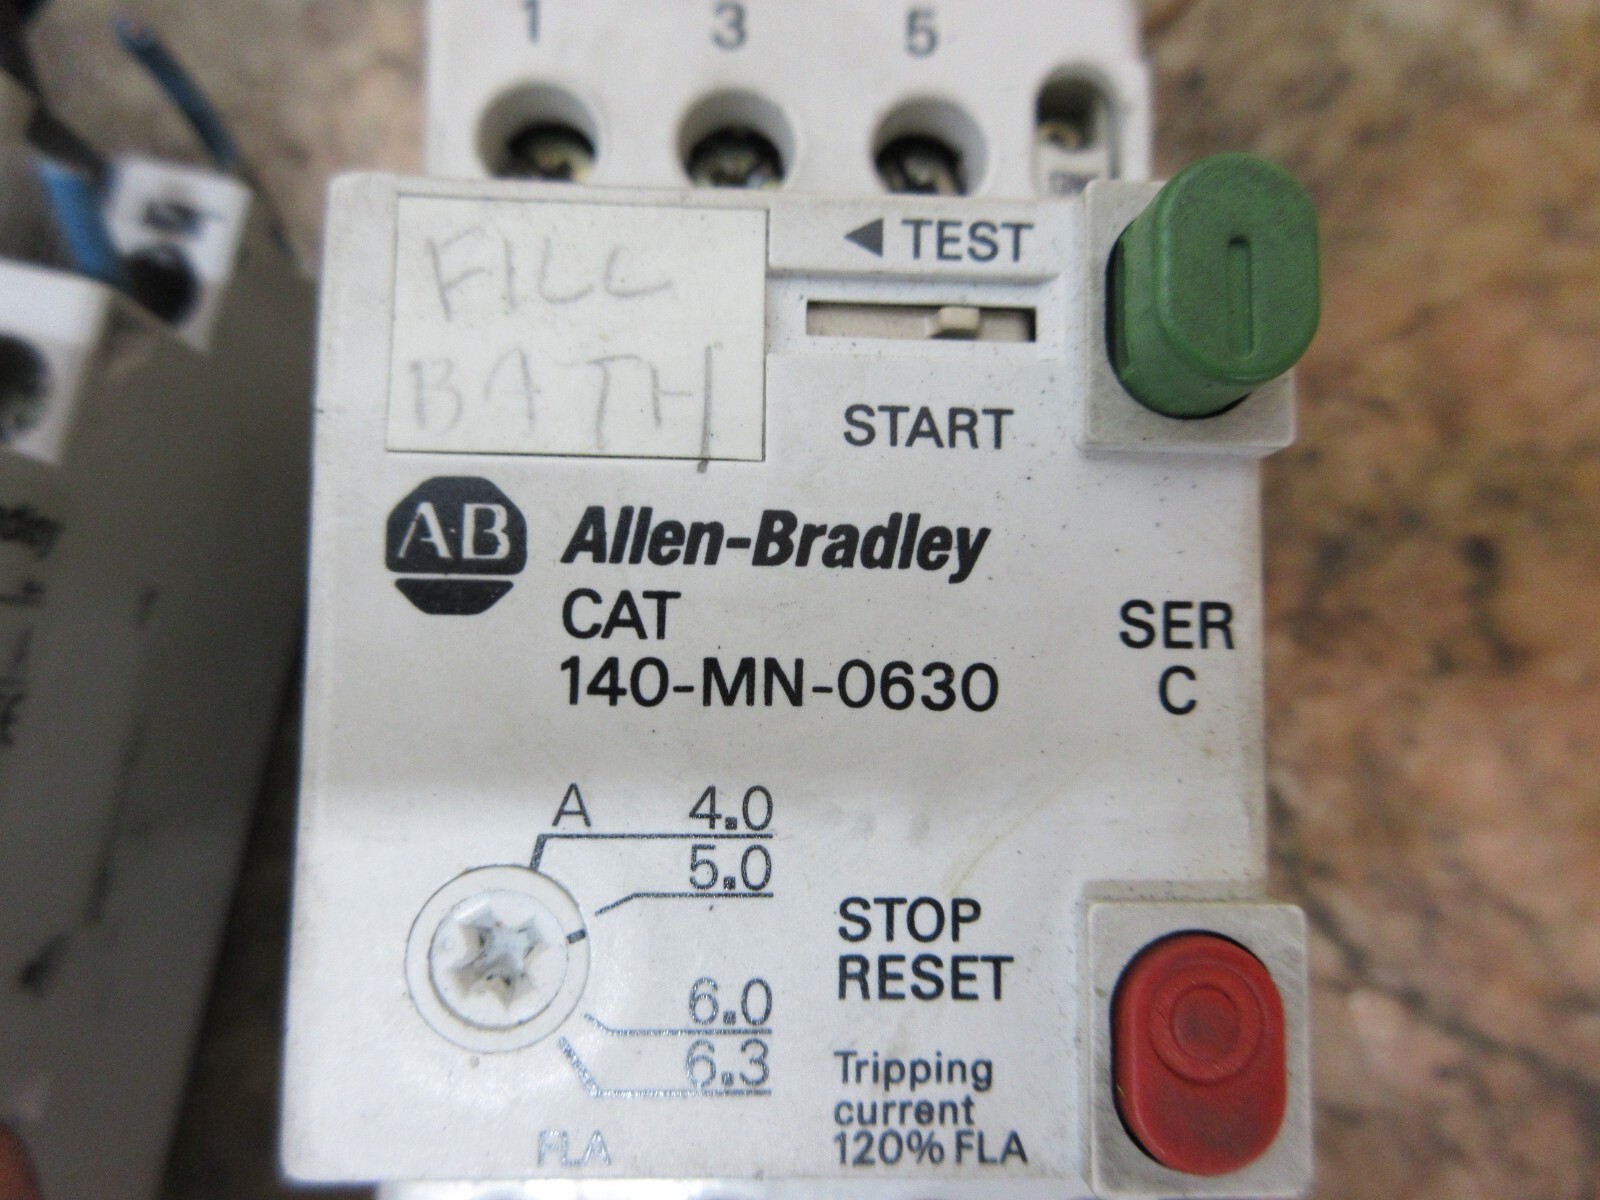 1 3 5
FILL
BATH
TEST
START
AB Allen-Bradley
CAT
140-MN-0630
SER
C
A 4.0
5.0
6.0
6.3
FLA
STOP
RESET
Tripping
current
120% FLA